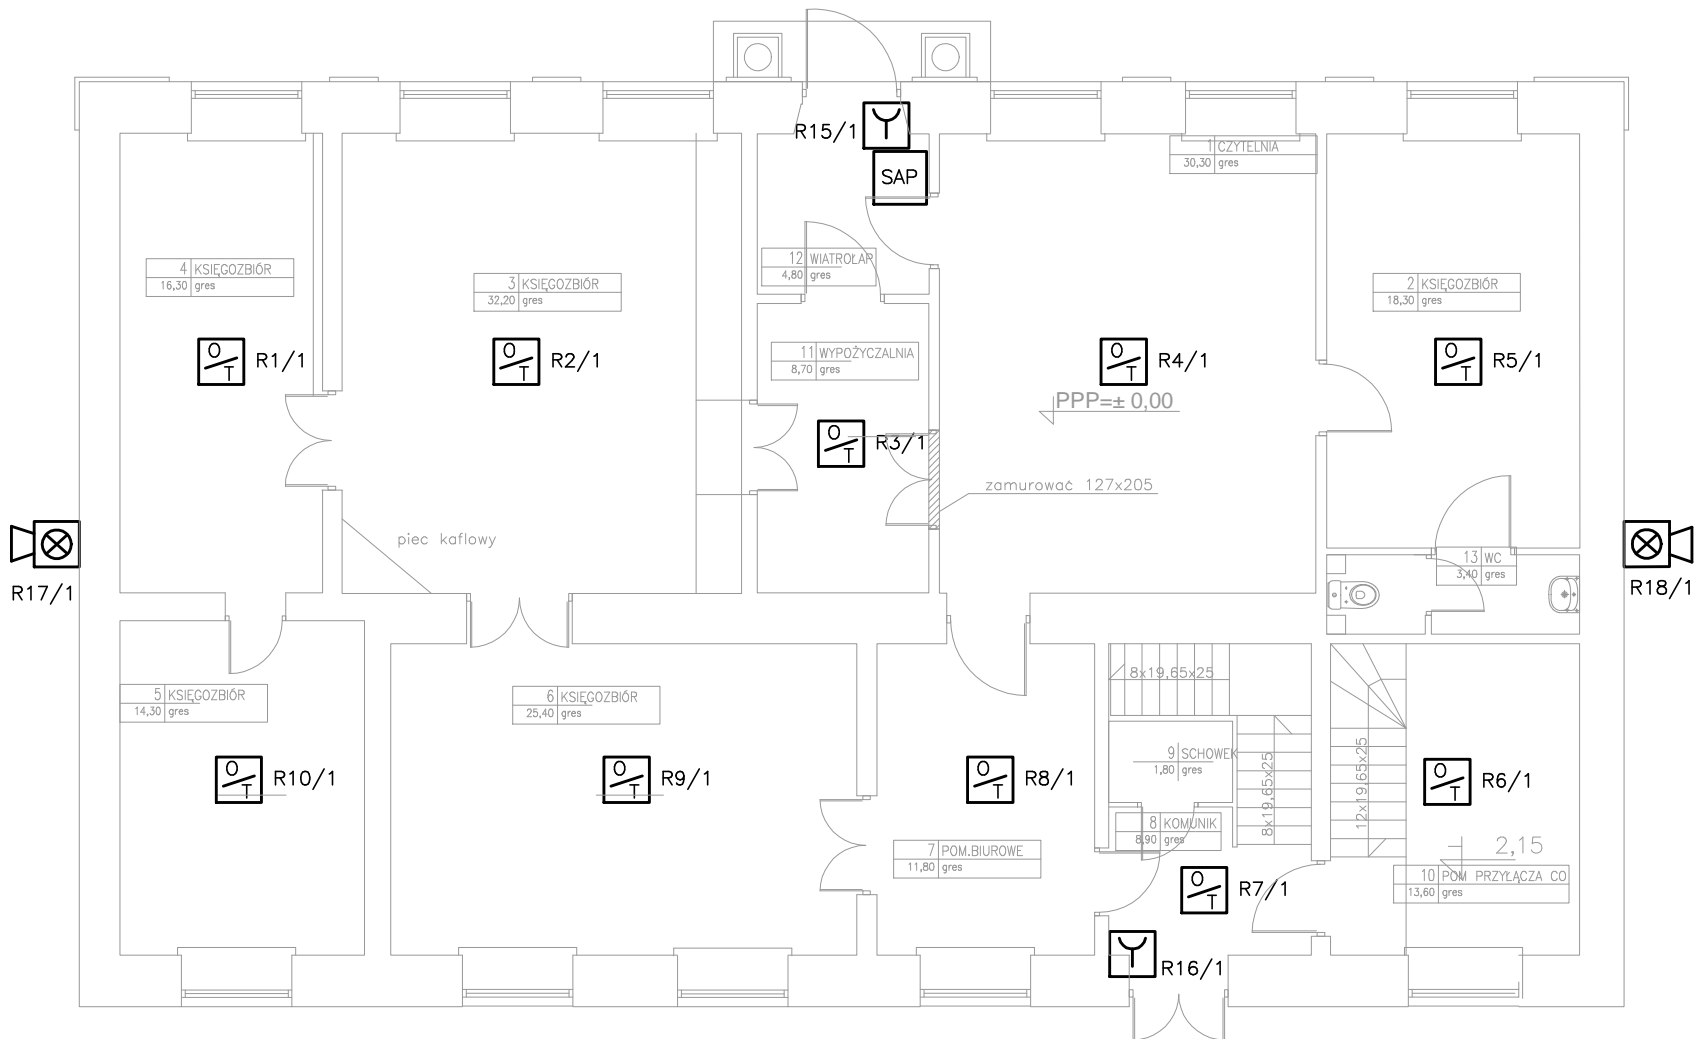 R15/1
SAP
1 CZYTELNIA
30,30 gres
12 WIATROŁAP
4,80 gres
4 KSIĘGOZBIÓR
16,30 gres
3 KSIĘGOZBIÓR
32,20 gres
2 KSIĘGOZBIÓR
18,30 gres
11 WYPOŻYCZALNIA
8,70 gres
O
T
R1/1
O
T
R2/1
O
T
R4/1
O
T
R5/1
PPP=± 0,00
O
T
R3/1
zamurować 127x205
piec kaflowy
13 WC
3,40 gres
R17/1
R18/1
8x19,65x25
5 KSIĘGOZBIÓR
14,30 gres
6 KSIĘGOZBIÓR
25,40 gres
9 SCHOWEK
1,80 gres
8x19,65x25
12x19,65x25
O
T
R10/1
O
T
R9/1
O
T
R8/1
O
T
R6/1
8 KOMUNIK
8,90 gres
7 POM.BIUROWE
11,80 gres
2,15
10 POM PRZYŁĄCZA CO
13,60 gres
O
T
R7/1
R16/1